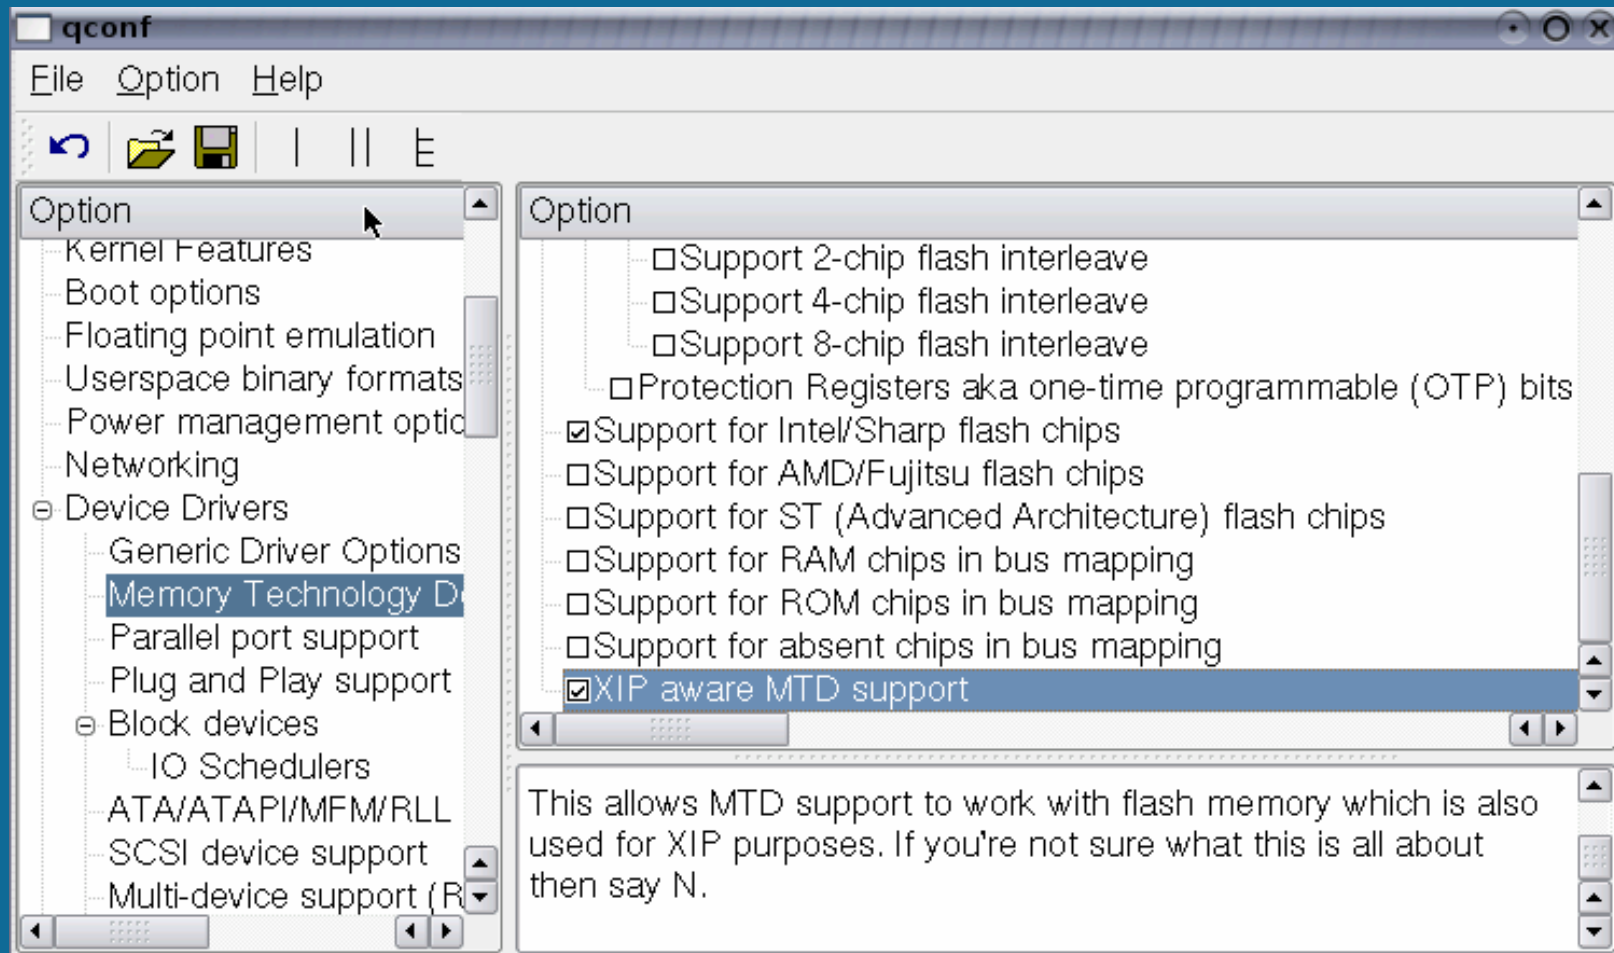 qconf
File Option Help
Option
Kernel Features
Boot options
Floating point emulation
Userspace binary formats
Power management optic
Networking
Device Drivers
Generic Driver Options
Memory Technology D
Parallel port support
Plug and Play support
Block devices
IO Schedulers
ATA/ATAPI/MFM/RLL
SCSI device support
Multi-device support (R
Option
Support 2-chip flash interleave
Support 4-chip flash interleave
Support 8-chip flash interleave
Protection Registers aka one-time programmable (OTP) bits
Support for Intel/Sharp flash chips
Support for AMD/Fujitsu flash chips
Support for ST (Advanced Architecture) flash chips
Support for RAM chips in bus mapping
Support for ROM chips in bus mapping
Support for absent chips in bus mapping
XIP aware MTD support
This allows MTD support to work with flash memory which is also
used for XIP purposes. If you're not sure what this is all about
then say N.